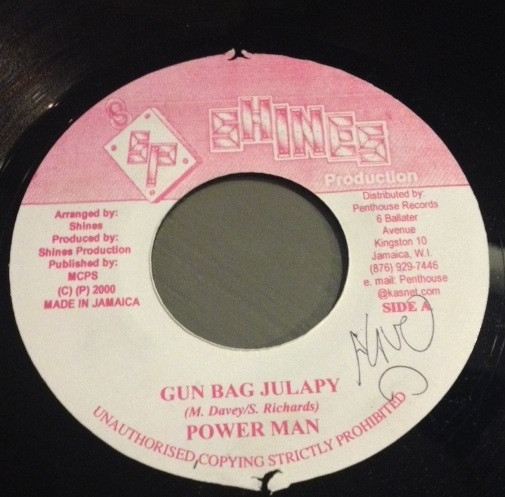 S
SP
SHINES
Production
Arranged by:
Shines
Produced by:
Shines Production
Published by:
MCPS
(C) (P) 2000
MADE IN JAMAICA
Distributed by:
Penthouse Records
6 Ballater
Avenue
Kingston 10
Jamaica, W.I.
(876) 929-7446
e. mail: Penthouse
@kasnet.com
SIDE A
GUN BAG JULAPY
(M. Davey/S. Richards)
POWER MAN
UNAUTHORISED COPYING STRICTLY PROHIBITED